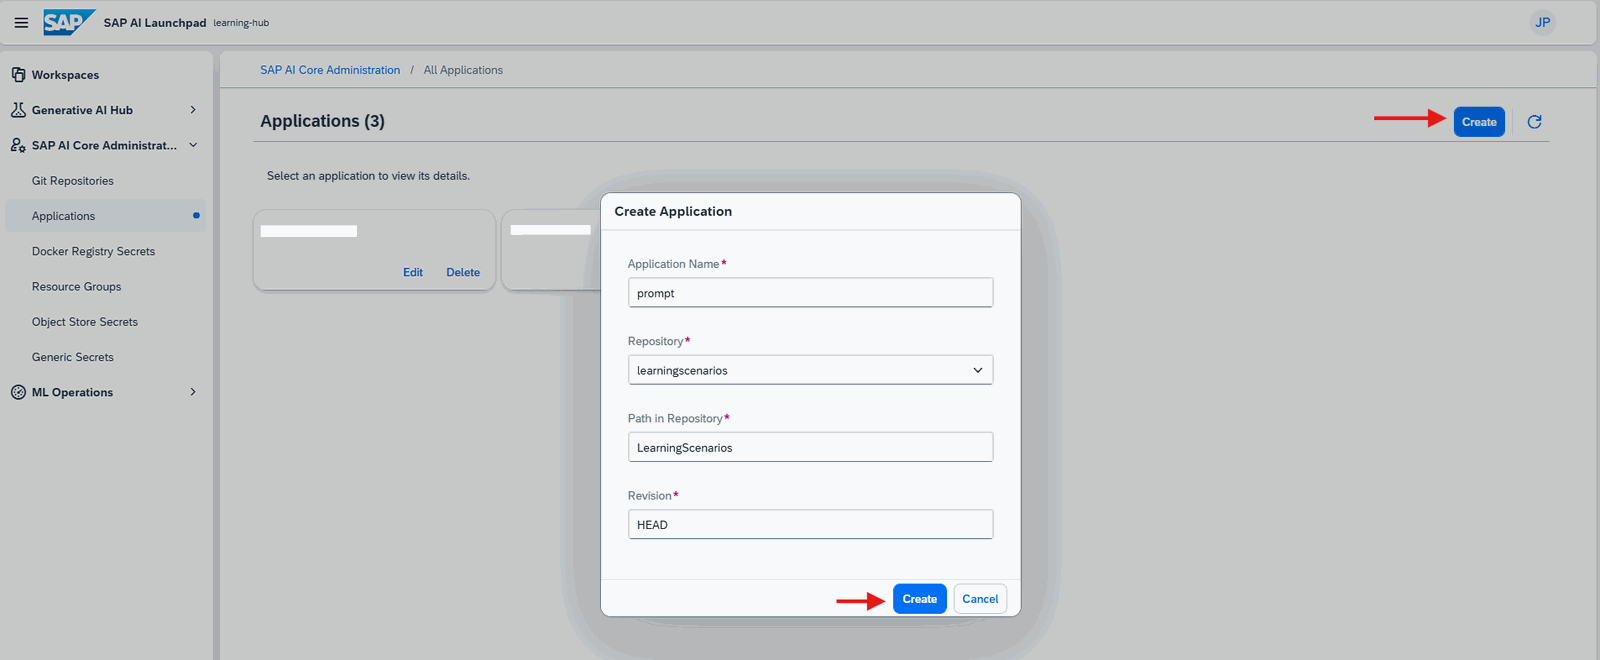 SAP SAP AI Launchpad learning-hub JP
Workspaces
Generative AI Hub
SAP AI Core Administrat...
Git Repositories
Applications
Docker Registry Secrets
Resource Groups
Object Store Secrets
Generic Secrets
ML Operations
SAP AI Core Administration / All Applications
Applications (3)
Create
Select an application to view its details.
Edit Delete
Create Application
Application Name*
prompt
Repository*
learningscenarios
Path in Repository*
LearningScenarios
Revision*
HEAD
Create Cancel